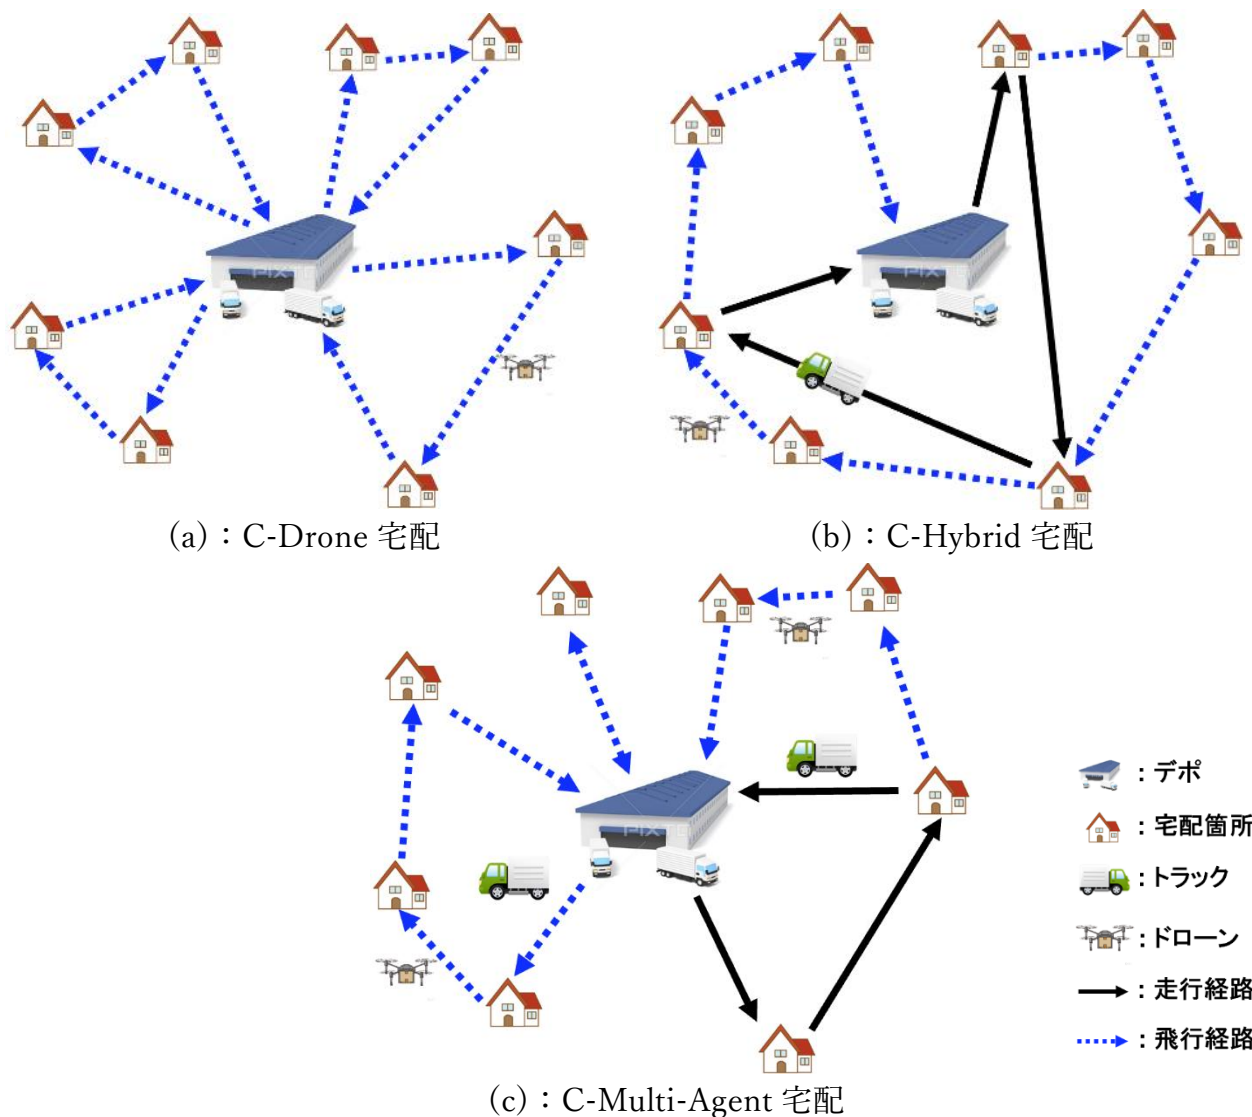 (a)：C-Drone 宅配
(b)：C-Hybrid 宅配
：デポ
：宅配箇所
：トラック
：ドローン
：走行経路
：飛行経路
(c)：C-Multi-Agent 宅配